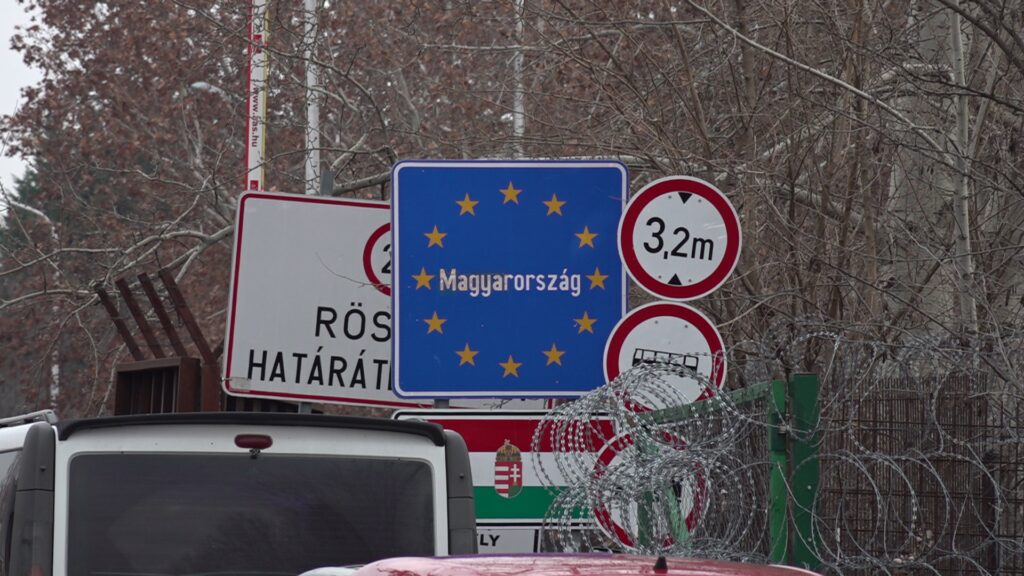 Magyarország
3,2m
RÖS
HATÁRÁT